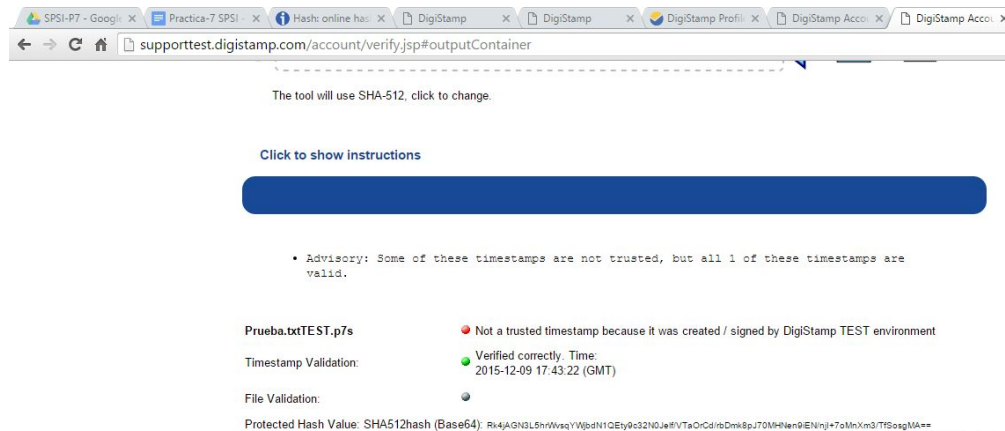 SPSI-P7 - Google
Practica-7 SPSI -
Hash: online has
DigiStamp
DigiStamp
DigiStamp Profil
DigiStamp Acco
DigiStamp Accou
supporttest.digistamp.com/account/verify.jsp#outputContainer
The tool will use SHA-512, click to change.
Click to show instructions
• Advisory: Some of these timestamps are not trusted, but all 1 of these timestamps are
valid.
Prueba.txtTEST.p7s Not a trusted timestamp because it was created / signed by DigiStamp TEST environment
Timestamp Validation: Verified correctly. Time:
2015-12-09 17:43:22 (GMT)
File Validation:
Protected Hash Value: SHA512hash (Base64):